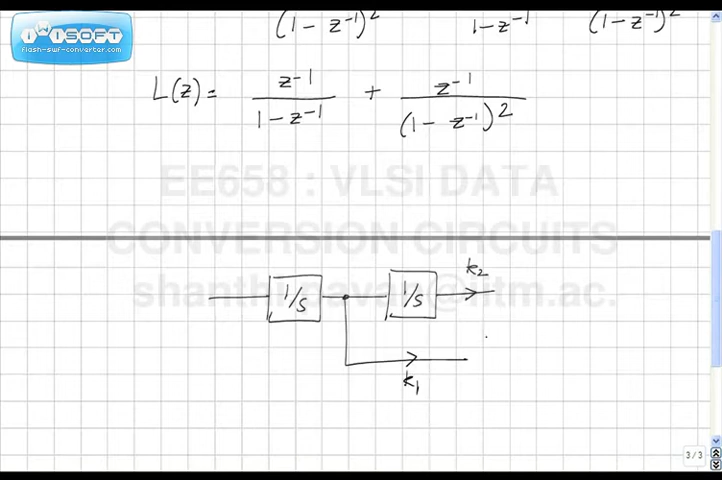 iWiSOFT
flash-swf-converter.com
(1 - z⁻¹)² 1-z⁻¹ (1-z⁻¹)²
L(z)= z⁻¹ / (1-z⁻¹) + z⁻¹ / (1- z⁻¹)²
EE658 : VLSI DATA
CONVERSION CIRCUITS
k₂
1/s 1/s
k₁
3/3